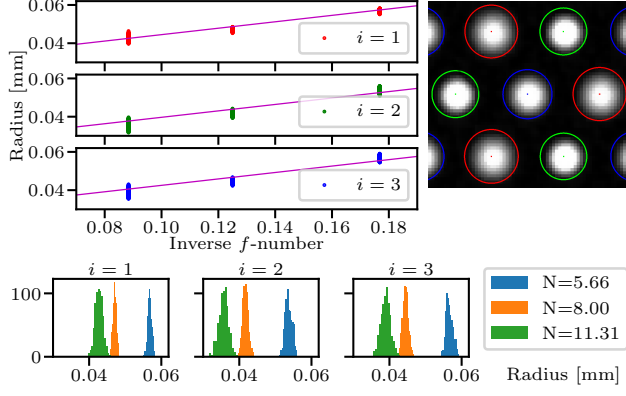 0.06
0.04
i = 1
0.06
0.04
i = 2
0.06
0.04
i = 3
Radius [mm]
0.08 0.10 0.12 0.14 0.16 0.18
Inverse f-number
i = 1 i = 2 i = 3
100
0
0.04 0.06 0.04 0.06 0.04 0.06
N=5.66
N=8.00
N=11.31
Radius [mm]